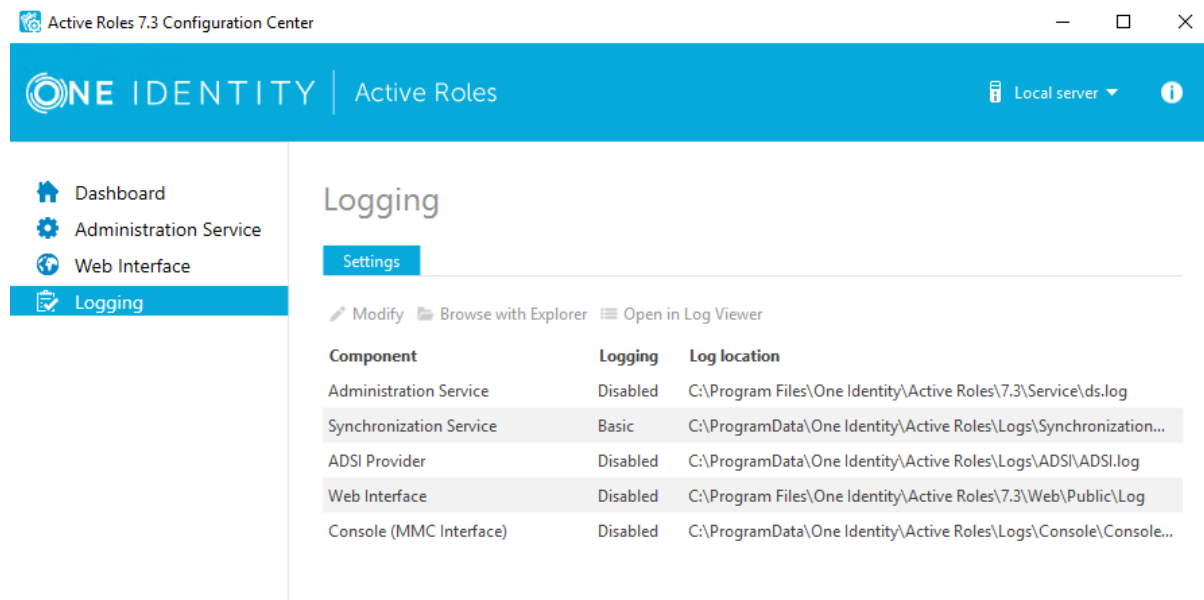 Active Roles 7.3 Configuration Center
ONE IDENTITY Active Roles Local server
Dashboard
Administration Service
Web Interface
Logging
Logging
Settings
Modify Browse with Explorer Open in Log Viewer
Component Logging Log location
Administration Service Disabled C:\Program Files\One Identity\Active Roles\7.3\Service\ds.log
Synchronization Service Basic C:\ProgramData\One Identity\Active Roles\Logs\Synchronization...
ADSI Provider Disabled C:\ProgramData\One Identity\Active Roles\Logs\ADSI\ADSI.log
Web Interface Disabled C:\Program Files\One Identity\Active Roles\7.3\Web\Public\Log
Console (MMC Interface) Disabled C:\ProgramData\One Identity\Active Roles\Logs\Console\Console...